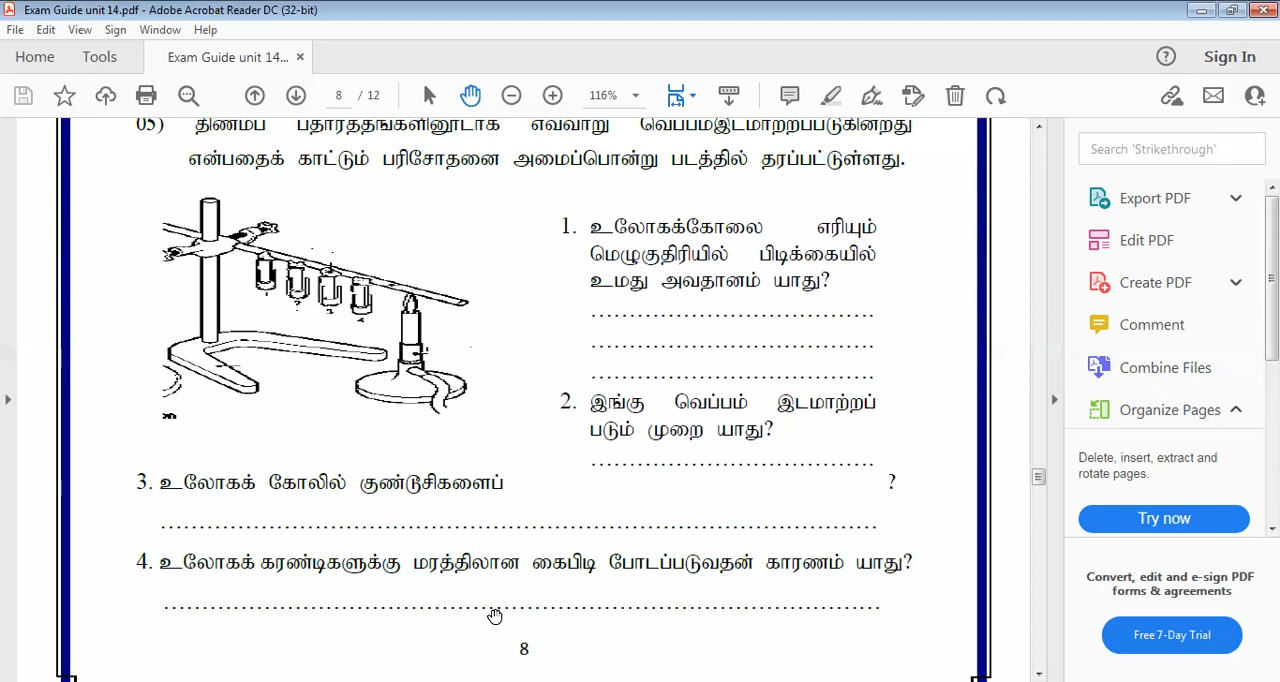 Exam Guide unit 14.pdf - Adobe Acrobat Reader DC (32-bit)
File Edit View Sign Window Help
Home Tools Exam Guide unit 14... ×
Sign In
8 / 12 116%
05) திண்மப் பதார்த்தங்களினூடாக எவ்வாறு வெப்பம்இடமாற்றப்படுகின்றது
என்பதைக் காட்டும் பரிசோதனை அமைப்பொன்று படத்தில் தரப்பட்டுள்ளது.
1. உலோகக்கோலை எரியும்
மெழுகுதிரியில் பிடிக்கையில்
உமது அவதானம் யாது?
2. இங்கு வெப்பம் இடமாற்றப்
படும் முறை யாது?
3. உலோகக் கோலில் குண்டூசிகளைப் ?
4. உலோகக் கரண்டிகளுக்கு மரத்திலான கைபிடி போடப்படுவதன் காரணம் யாது?
8
Search 'Strikethrough'
Export PDF
Edit PDF
Create PDF
Comment
Combine Files
Organize Pages
Delete, insert, extract and
rotate pages.
Try now
Convert, edit and e-sign PDF
forms & agreements
Free 7-Day Trial